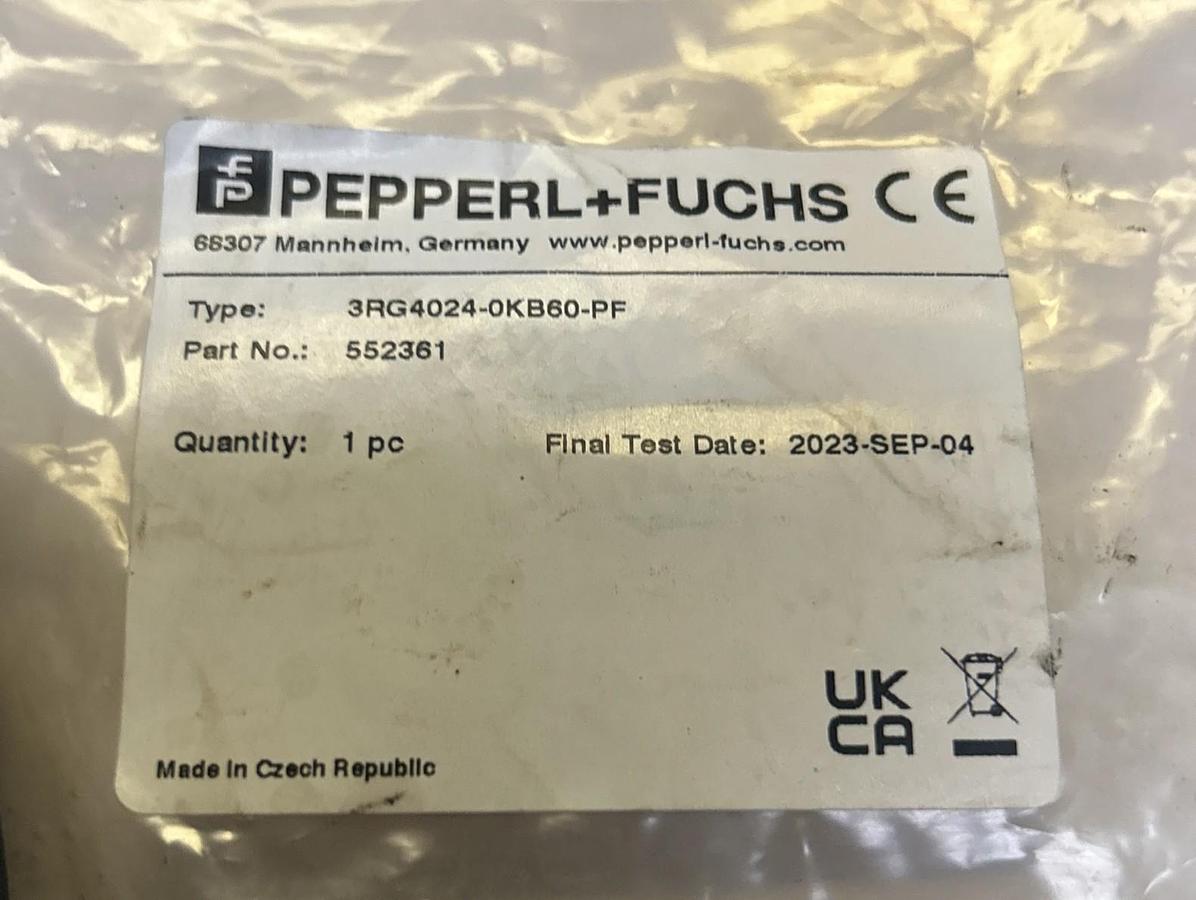 PEPPERL+FUCHS CE
68307 Mannheim, Germany www.pepperl-fuchs.com
Type: 3RG4024-0KB60-PF
Part No.: 552361
Quantity: 1 pc Final Test Date: 2023-SEP-04
UK
CA
Made in Czech Republic